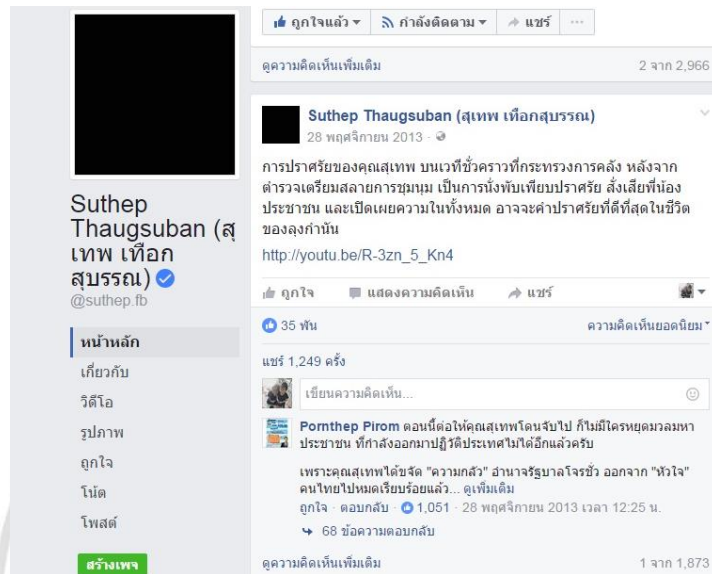 ถูกใจแล้ว กำลังติดตาม แชร์
ดูความคิดเห็นเพิ่มเติม 2 จาก 2,966
Suthep Thaugsuban (สุเทพ เทือกสุบรรณ)
28 พฤศจิกายน 2013
การปราศรัยของคุณสุเทพ บนเวทีชั่วคราวที่กระทรวงการคลัง หลังจาก
ตำรวจเตรียมสลายการชุมนุม เป็นการนั่งพับเพียบปราศรัย สั่งเสียพี่น้อง
ประชาชน และเปิดเผยความในทั้งหมด อาจจะคำปราศรัยที่ดีที่สุดในชีวิต
ของลุงกำนัน
http://youtu.be/R-3zn_5_Kn4
ถูกใจ แสดงความคิดเห็น แชร์
35 พัน ความคิดเห็นยอดนิยม
แชร์ 1,249 ครั้ง
เขียนความคิดเห็น...
Pornthep Pirom ตอนนี้ต่อให้คุณสุเทพโดนจับไป ก็ไม่มีใครหยุดมวลมหา
ประชาชน ที่กำลังออกมาปฏิวัติประเทศไม่ได้อีกแล้วครับ
เพราะคุณสุเทพได้ขจัด "ความกลัว" อำนาจรัฐบาลโจรชั่ว ออกจาก "หัวใจ"
คนไทยไปหมดเรียบร้อยแล้ว... ดูเพิ่มเติม
ถูกใจ · ตอบกลับ · 1,051 · 28 พฤศจิกายน 2013 เวลา 12:25 น.
68 ข้อความตอบกลับ
ดูความคิดเห็นเพิ่มเติม 1 จาก 1,873
Suthep
Thaugsuban (สุ
เทพ เทือก
สุบรรณ)
@suthep.fb
หน้าหลัก
เกี่ยวกับ
วิดีโอ
รูปภาพ
ถูกใจ
โน้ต
โพสต์
สร้างเพจ